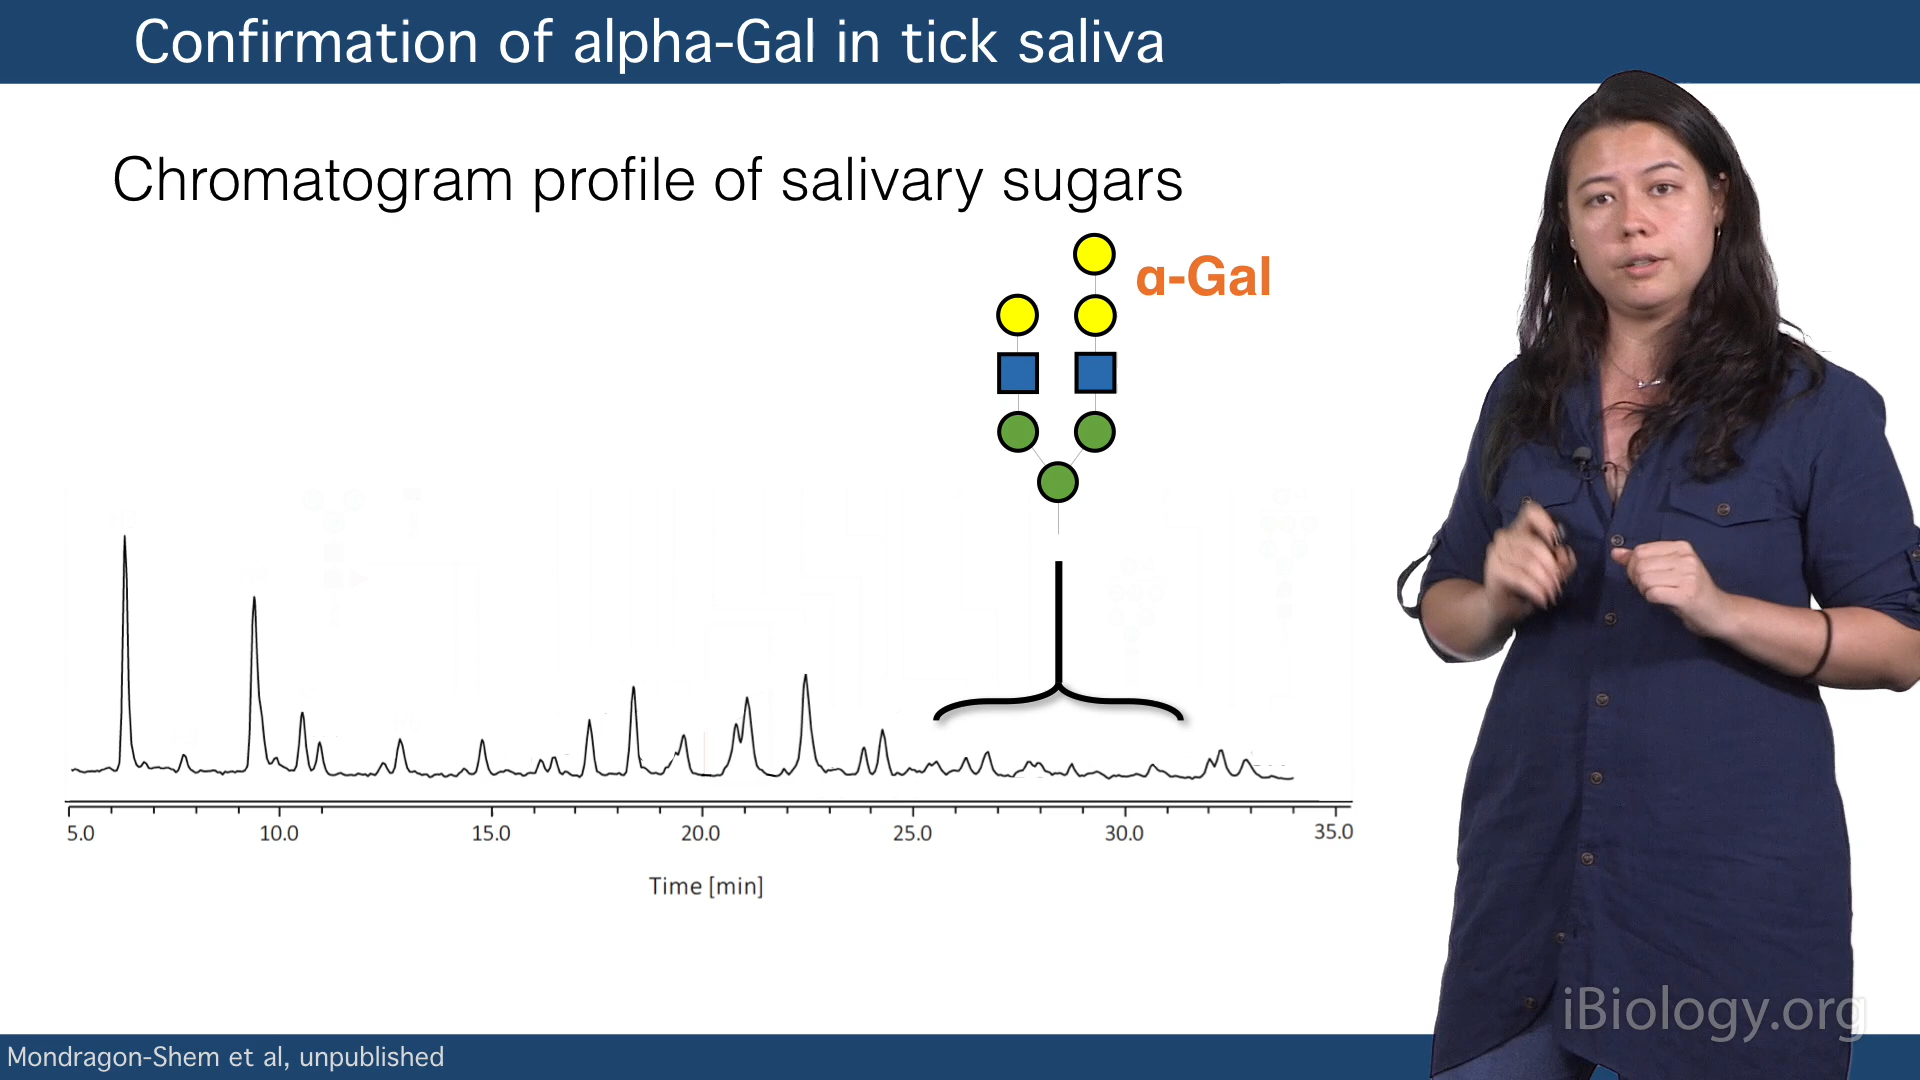 Confirmation of alpha-Gal in tick saliva
Chromatogram profile of salivary sugars
α-Gal
5.0 10.0 15.0 20.0 25.0 30.0 35.0
Time [min]
iBiology.org
Mondragon-Shem et al, unpublished